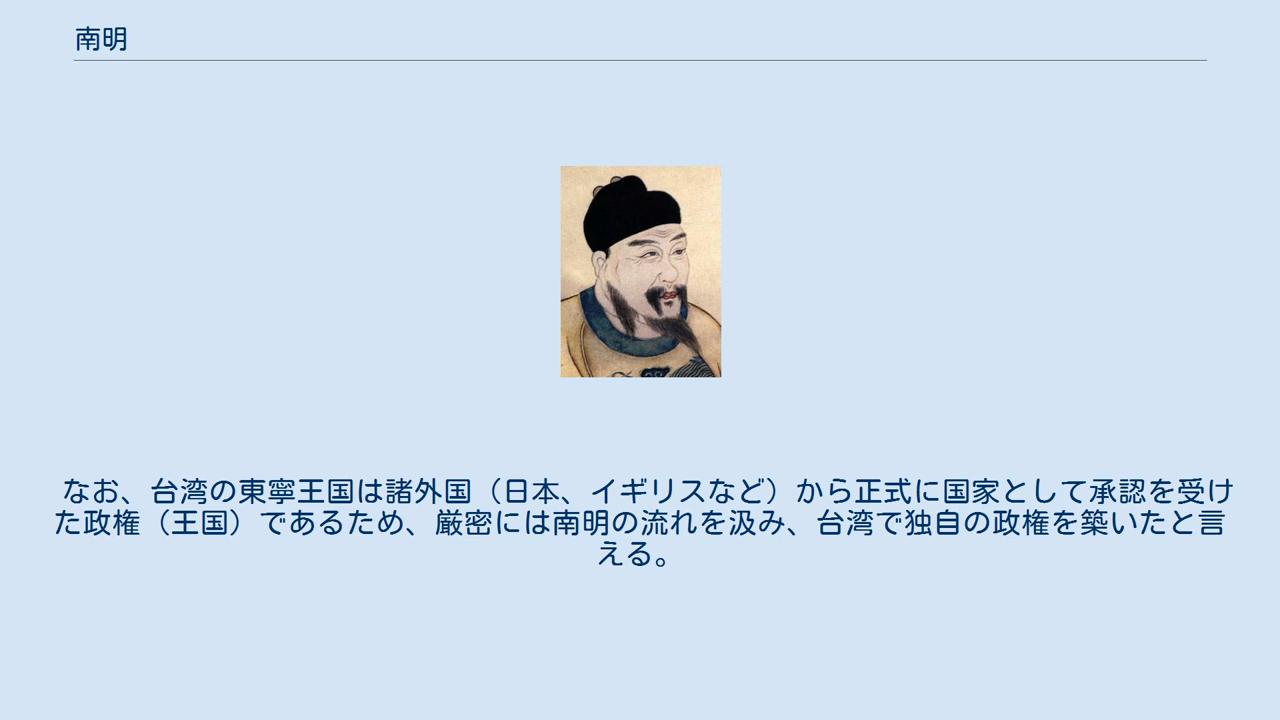 南明
なお、台湾の東寧王国は諸外国（日本、イギリスなど）から正式に国家として承認を受け
た政権（王国）であるため、厳密には南明の流れを汲み、台湾で独自の政権を築いたと言
える。